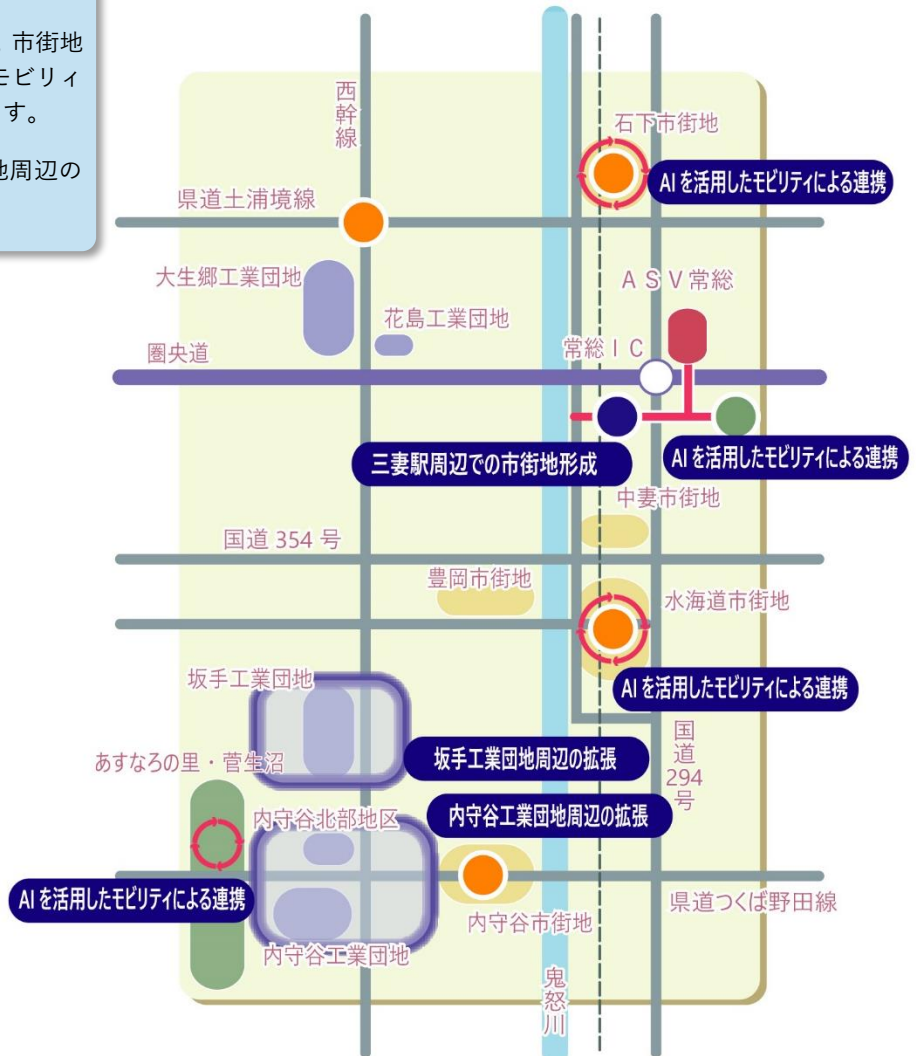 市街地
モビリィ
す。
地周辺の
西幹線
石下市街地
AIを活用したモビリティによる連携
県道土浦境線
大生郷工業団地
ASV常総
花島工業団地
圏央道
常総IC
三妻駅周辺での市街地形成
AIを活用したモビリティによる連携
中妻市街地
国道354号
豊岡市街地
水海道市街地
坂手工業団地
AIを活用したモビリティによる連携
国道294号
あすなろの里・菅生沼
坂手工業団地周辺の拡張
内守谷北部地区
内守谷工業団地周辺の拡張
AIを活用したモビリティによる連携
県道つくば野田線
内守谷市街地
内守谷工業団地
鬼怒川